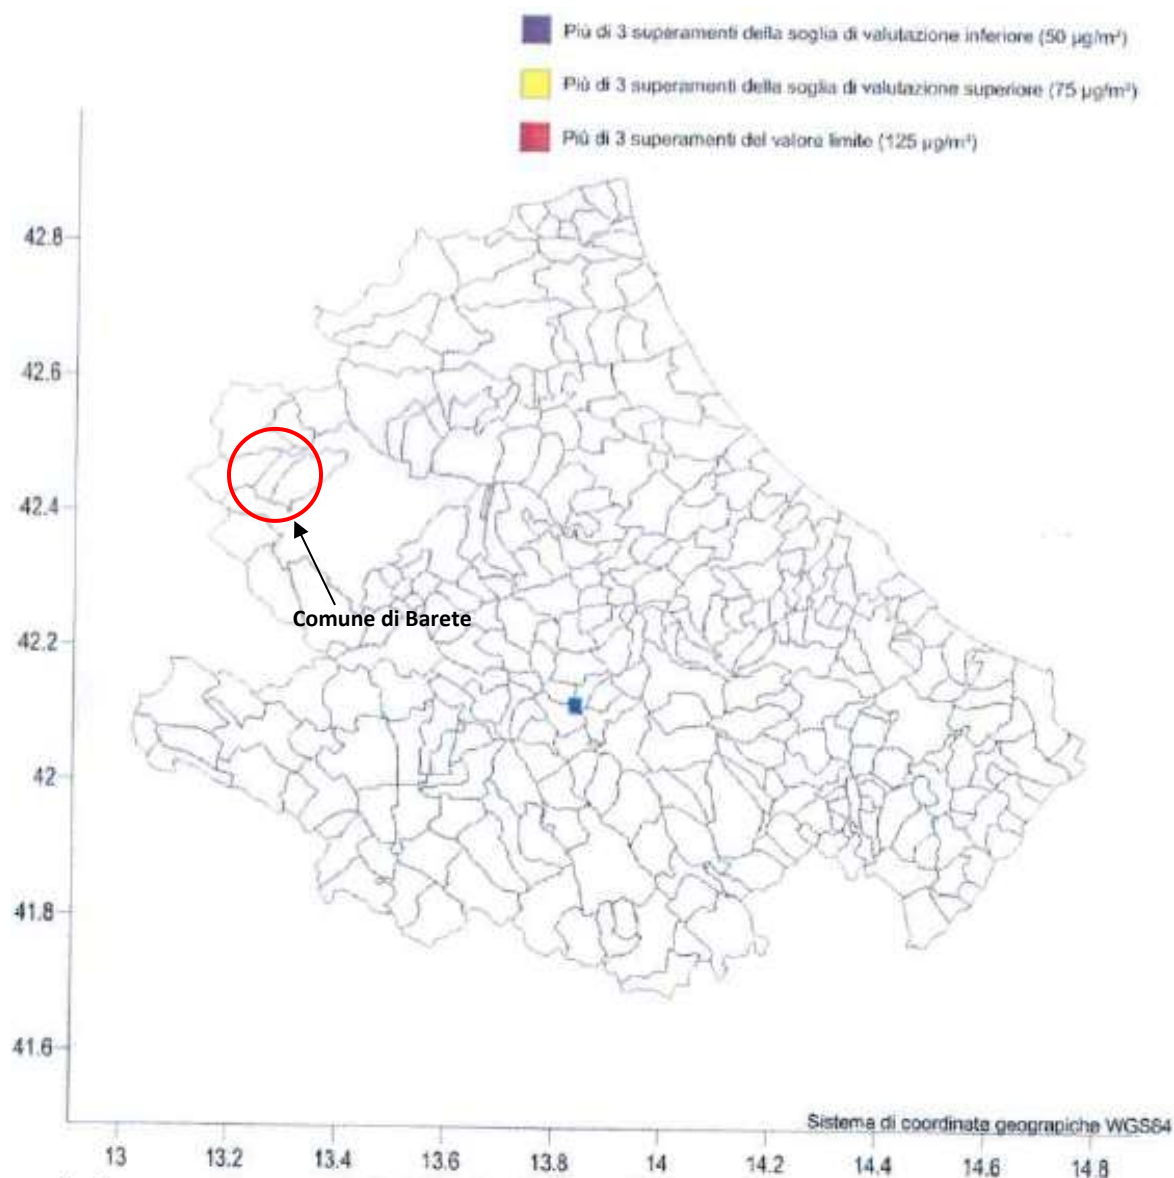 Più di 3 superamenti della soglia di valutazione inferiore (50 µg/m³)
Più di 3 superamenti della soglia di valutazione superiore (75 µg/m³)
Più di 3 superamenti del valore limite (125 µg/m³)
42.8
42.6
42.4
Comune di Barete
42.2
42
41.8
41.6
Sistema di coordinate geograpiche WGS84
13 13.2 13.4 13.6 13.8 14 14.2 14.4 14.6 14.8